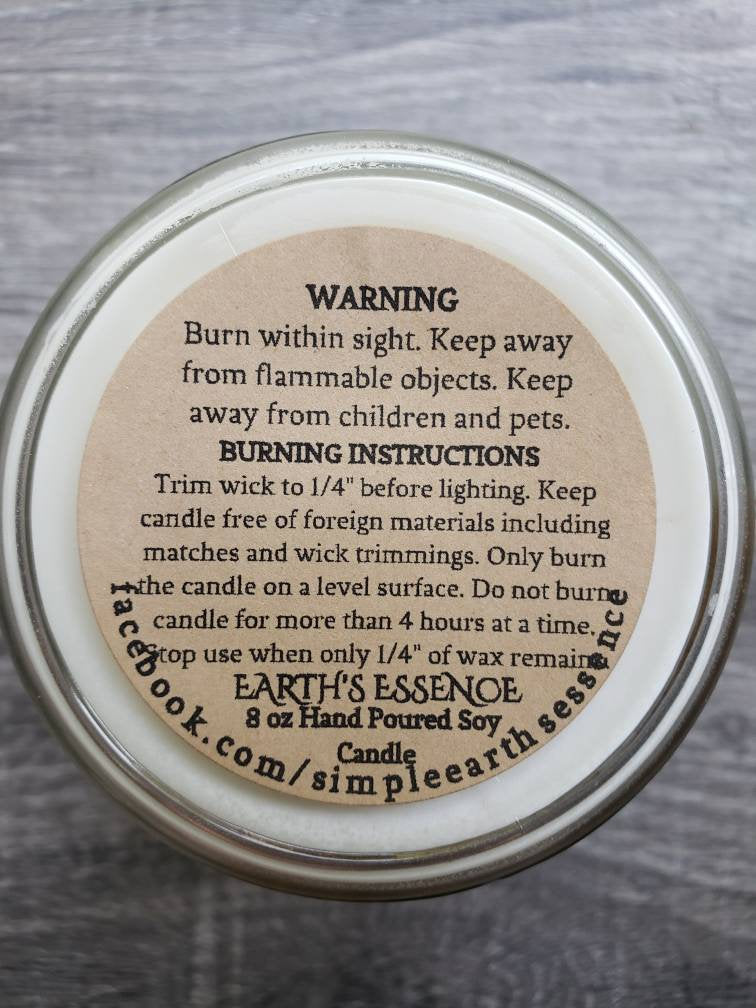 WARNING
Burn within sight. Keep away
from flammable objects. Keep
away from children and pets.
BURNING INSTRUCTIONS
Trim wick to 1/4" before lighting. Keep
candle free of foreign materials including
matches and wick trimmings. Only burn
the candle on a level surface. Do not burn
candle for more than 4 hours at a time.
Stop use when only 1/4" of wax remains
EARTH'S ESSENCE
8 oz Hand Poured Soy
Candle
facebook.com/simpleearthsessence